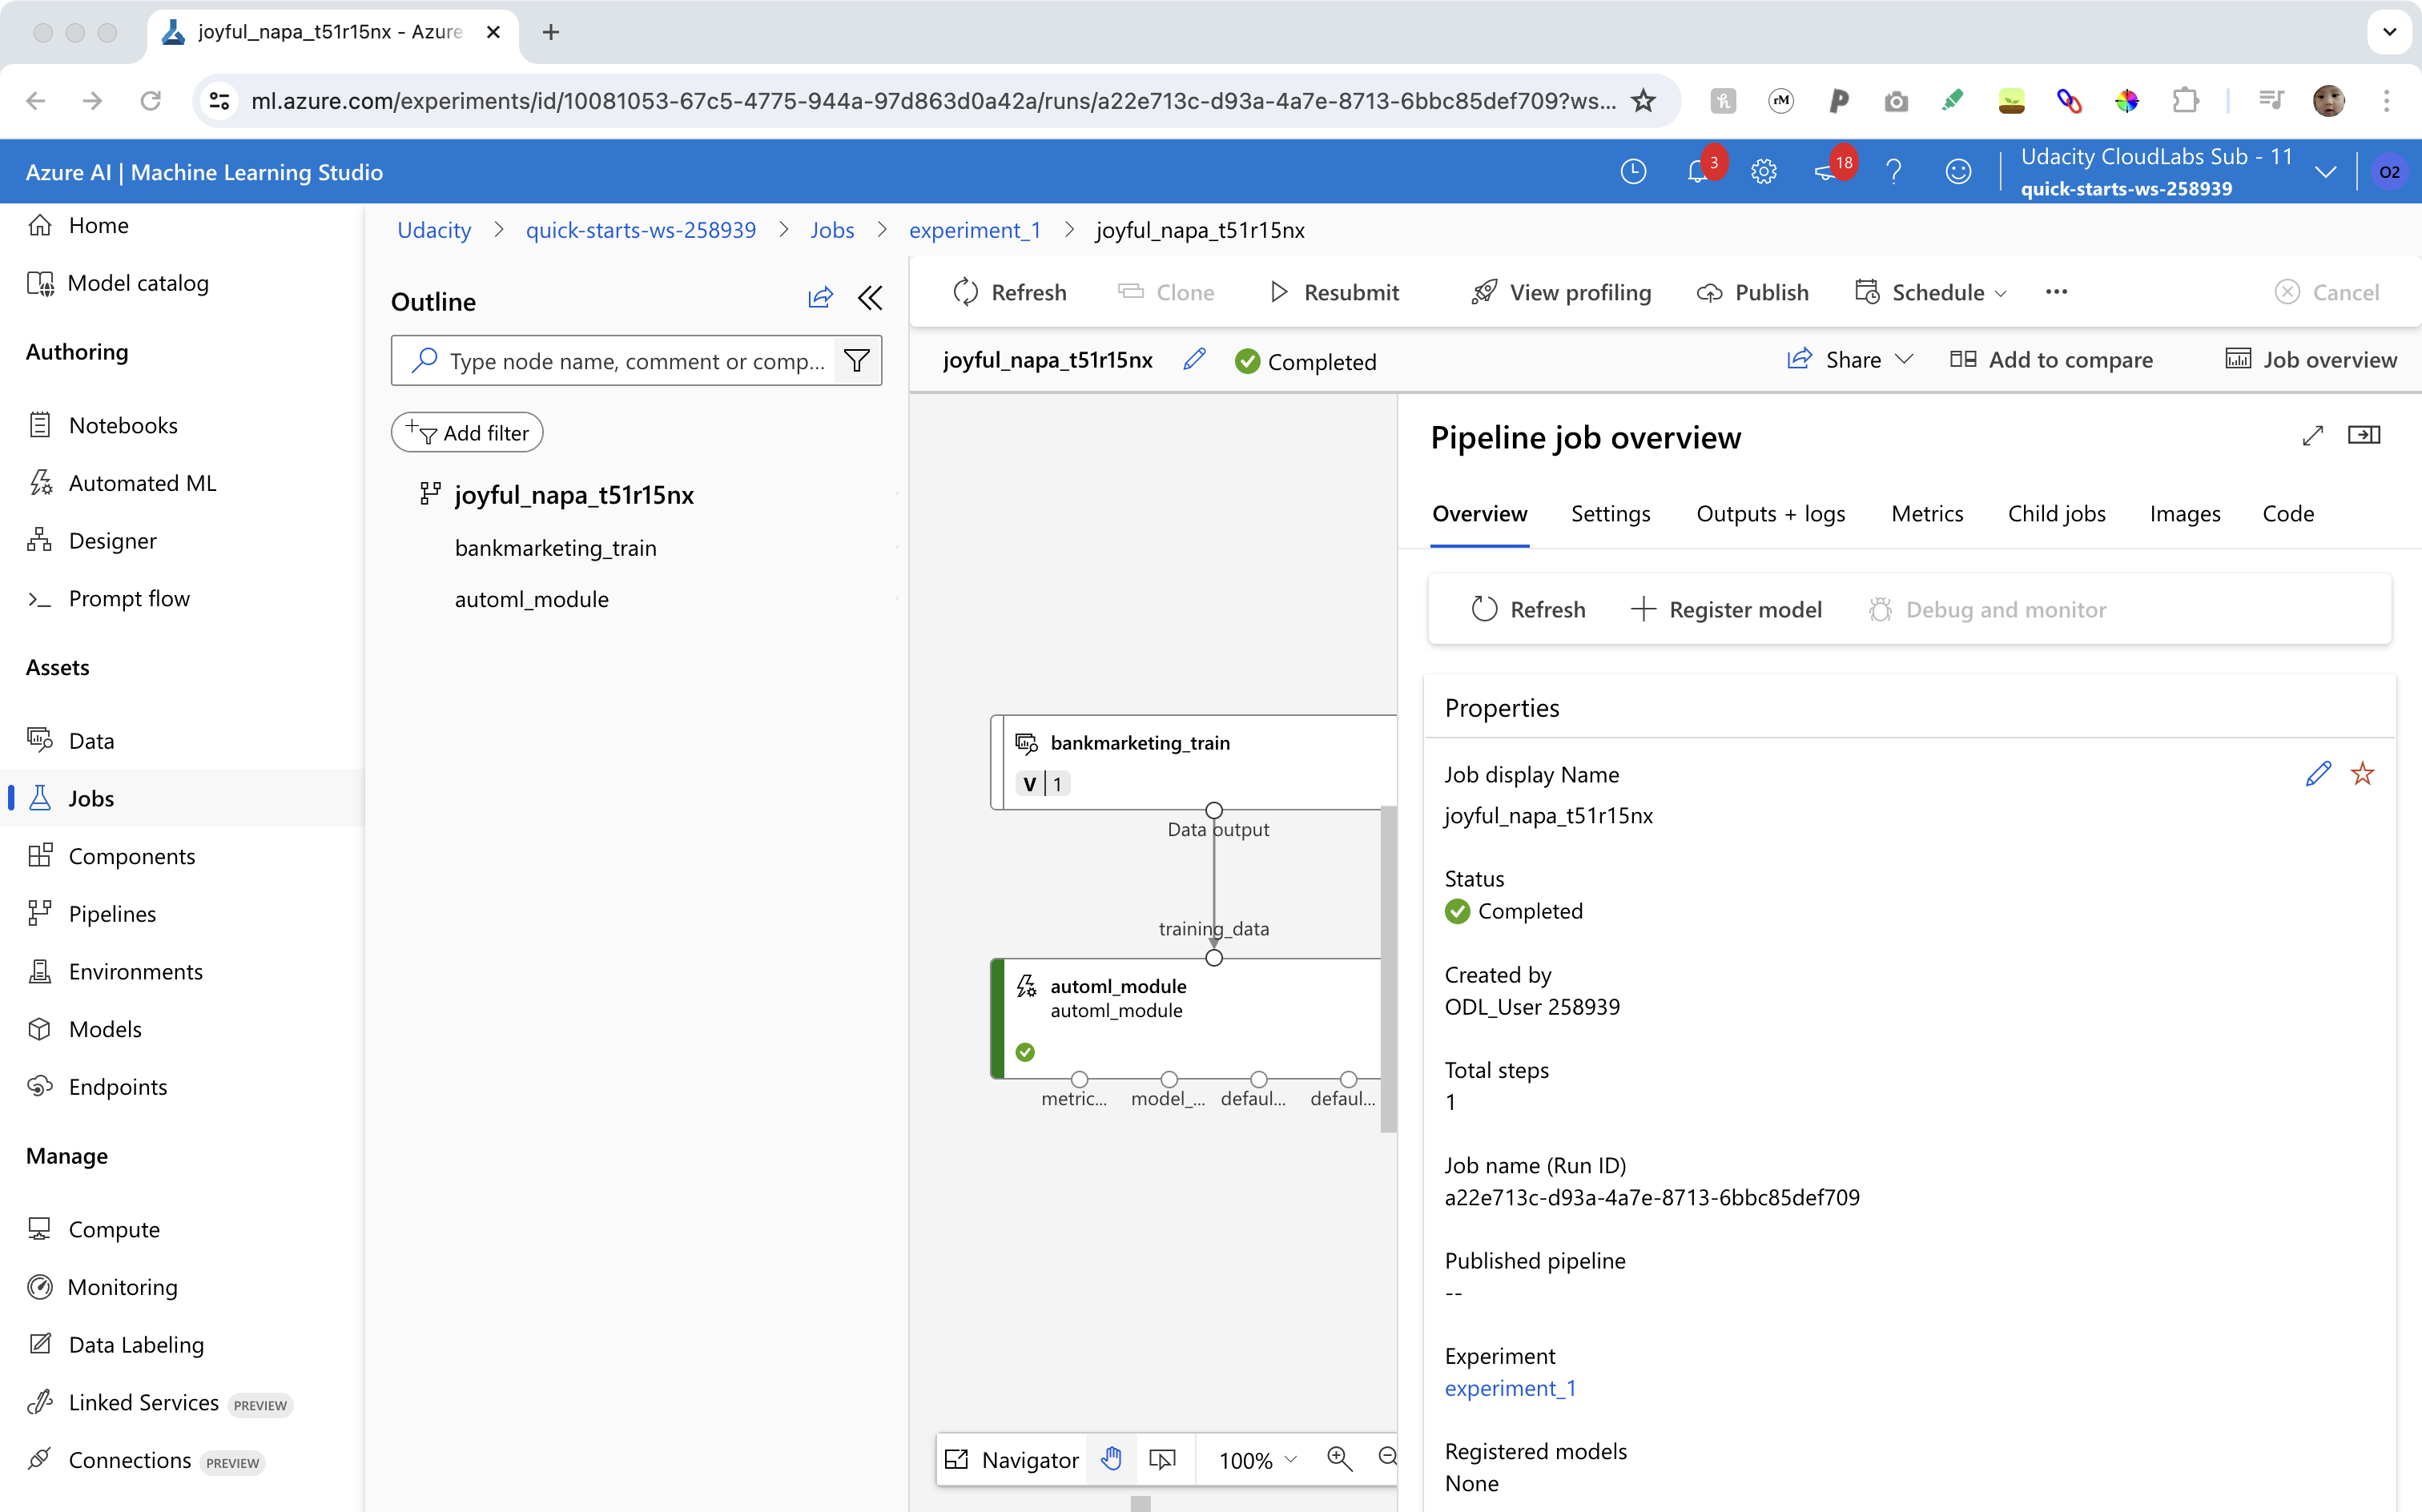 joyful_napa_t51r15nx - Azure
ml.azure.com/experiments/id/10081053-67c5-4775-944a-97d863d0a42a/runs/a22e713c-d93a-4a7e-8713-6bbc85def709?ws...
rM
Azure AI | Machine Learning Studio
3
18
Udacity CloudLabs Sub - 11
quick-starts-ws-258939
O2
Home
Model catalog
Authoring
Notebooks
Automated ML
Designer
Prompt flow
Assets
Data
Jobs
Components
Pipelines
Environments
Models
Endpoints
Manage
Compute
Monitoring
Data Labeling
Linked Services PREVIEW
Connections PREVIEW
Udacity > quick-starts-ws-258939 > Jobs > experiment_1 > joyful_napa_t51r15nx
Outline
Type node name, comment or comp...
Add filter
joyful_napa_t51r15nx
bankmarketing_train
automl_module
Refresh Clone Resubmit View profiling Publish Schedule ... Cancel
joyful_napa_t51r15nx Completed Share Add to compare Job overview
bankmarketing_train
V 1
Data output
training_data
automl_module
automl_module
metric... model_... defaul... defaul...
Navigator 100%
Pipeline job overview
Overview Settings Outputs + logs Metrics Child jobs Images Code
Refresh Register model Debug and monitor
Properties
Job display Name
joyful_napa_t51r15nx
Status
Completed
Created by
ODL_User 258939
Total steps
1
Job name (Run ID)
a22e713c-d93a-4a7e-8713-6bbc85def709
Published pipeline
--
Experiment
experiment_1
Registered models
None